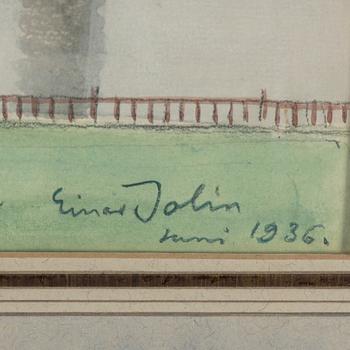 Einar Jolin
juni 1936.